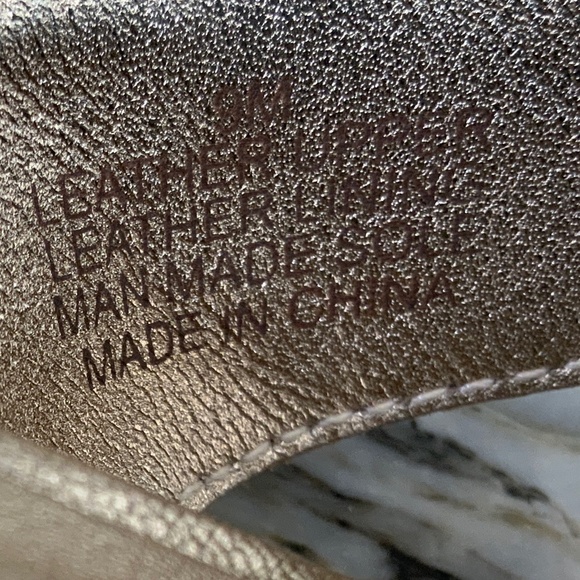 9M
LEATHER UPPER
LEATHER LINING
MAN MADE SOLE
MADE IN CHINA